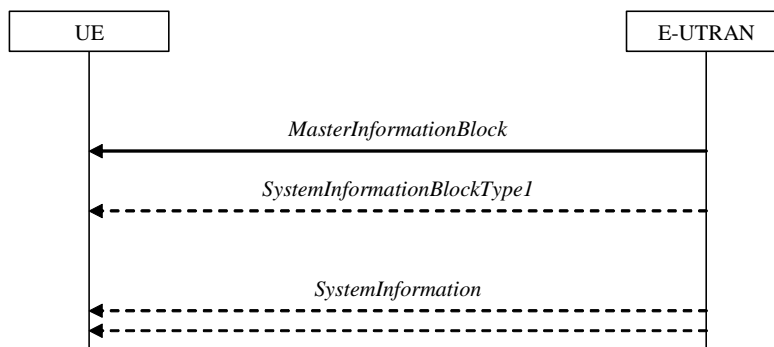 UE
E-UTRAN
MasterInformationBlock
SystemInformationBlockType1
SystemInformation